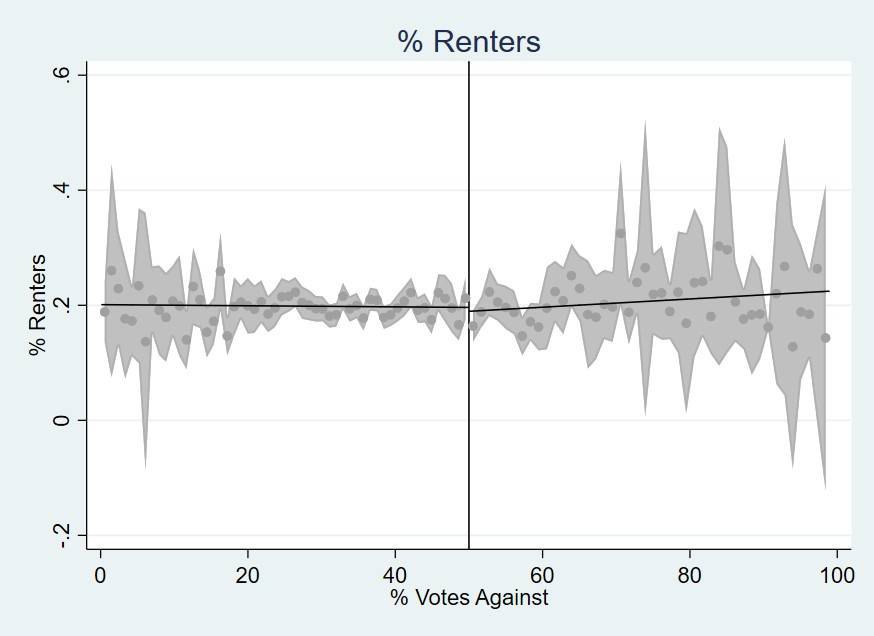 % Renters
% Renters
.6
.4
.2
0
-.2
0 20 40 60 80 100
% Votes Against